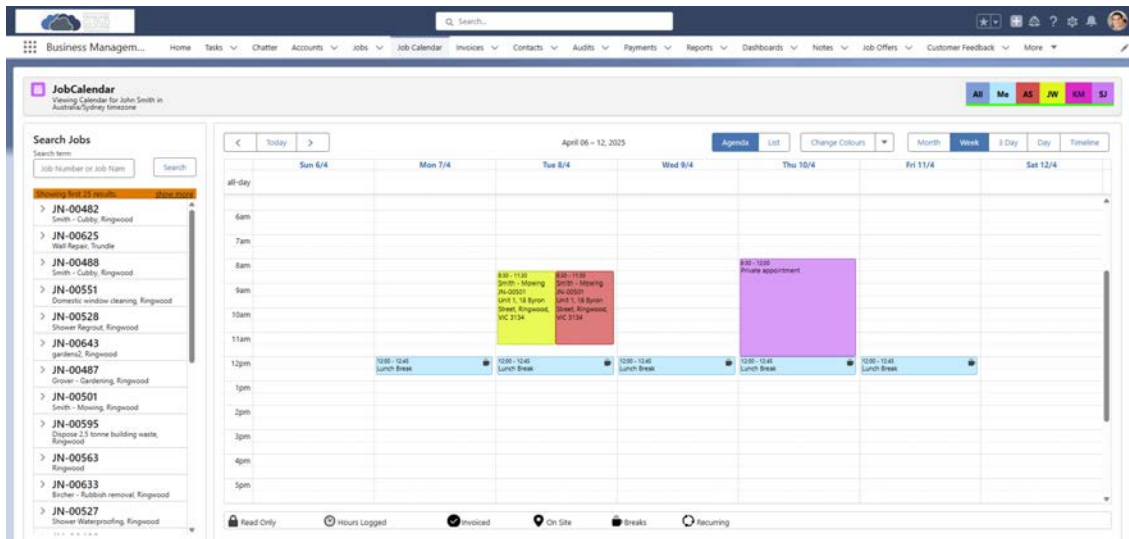 Search...
Business Managem...
Home Tasks Chatter Accounts Jobs Job Calendar Invoices Contacts Audits Payments Reports Dashboards Notes Job Offers Customer Feedback More
JobCalendar
Viewing Calendar for John Smith in
Australia/Sydney timezone
All Me AS JW KM SJ
Search Jobs
Search term
Job Number or Job Nam
Search
Showing first 25 results show more
JN-00482
Smith - Cubby, Ringwood
JN-00625
Wall Repair, Trundle
JN-00488
Smith - Cubby, Ringwood
JN-00551
Domestic window cleaning, Ringwood
JN-00528
Shower Regrout, Ringwood
JN-00643
gardens2, Ringwood
JN-00487
Grover - Gardening, Ringwood
JN-00501
Smith - Mowing, Ringwood
JN-00595
Dispose 2.5 tonne building waste,
Ringwood
JN-00563
Ringwood
JN-00633
Bircher - Rubbish removal, Ringwood
JN-00527
Shower Waterproofing, Ringwood
Today
April 06 – 12, 2025
Agenda List
Change Colours
Month Week 3 Day Day Timeline
Sun 6/4 Mon 7/4 Tue 8/4 Wed 9/4 Thu 10/4 Fri 11/4 Sat 12/4
all-day
6am
7am
8am
9am
10am
11am
12pm
1pm
2pm
3pm
4pm
5pm
8:30 - 11:30
Smith - Mowing
JN-00501
Unit 1, 18 Byron
Street, Ringwood,
VIC 3134
8:30 - 11:30
Smith - Mowing
JN-00501
Unit 1, 18 Byron
Street, Ringwood,
VIC 3134
Private appointment
12:00 - 12:45
Lunch Break
12:00 - 12:45
Lunch Break
12:00 - 12:45
Lunch Break
12:00 - 12:45
Lunch Break
12:00 - 12:45
Lunch Break
Read Only Hours Logged Invoiced On Site Breaks Recurring